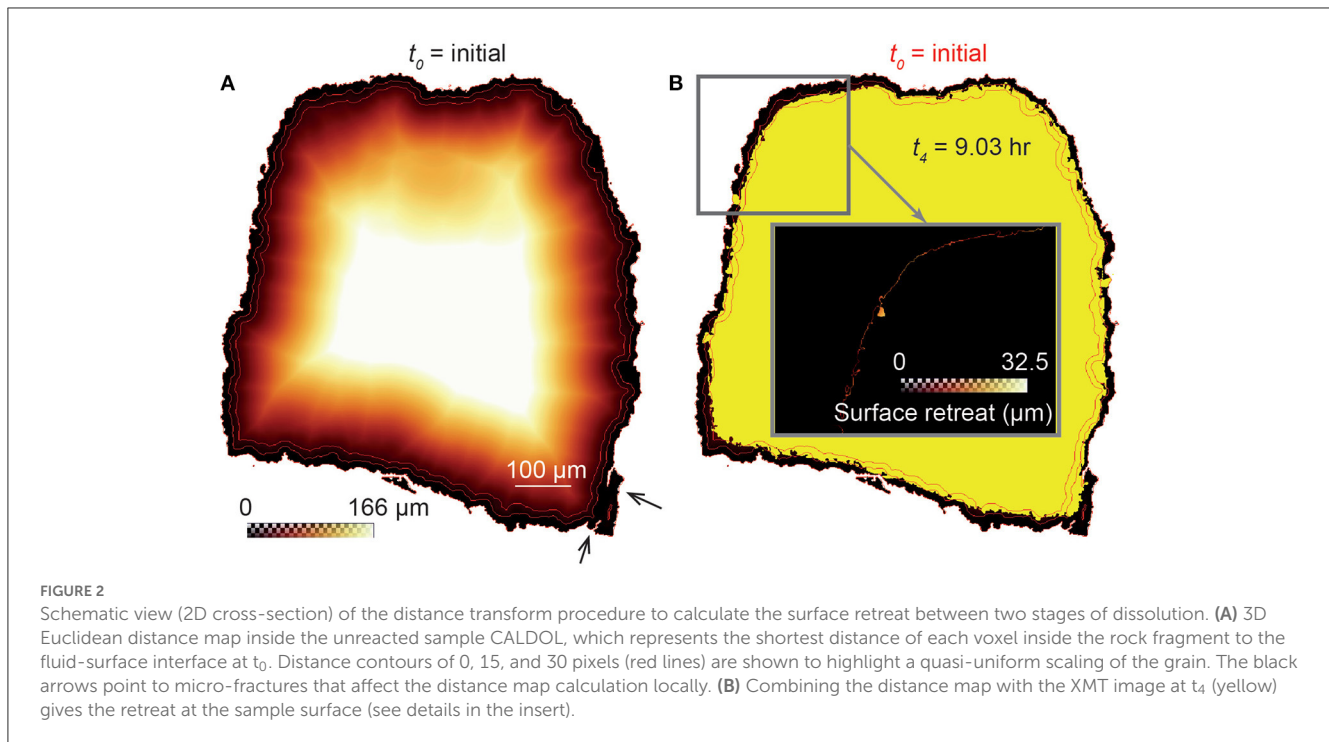 t0 = initial
A
100 µm
0 166 µm
t0 = initial
B
t4 = 9.03 hr
0 32.5
Surface retreat (µm)
FIGURE 2
Schematic view (2D cross-section) of the distance transform procedure to calculate the surface retreat between two stages of dissolution. (A) 3D
Euclidean distance map inside the unreacted sample CALDOL, which represents the shortest distance of each voxel inside the rock fragment to the
fluid-surface interface at t0. Distance contours of 0, 15, and 30 pixels (red lines) are shown to highlight a quasi-uniform scaling of the grain. The black
arrows point to micro-fractures that affect the distance map calculation locally. (B) Combining the distance map with the XMT image at t4 (yellow)
gives the retreat at the sample surface (see details in the insert).